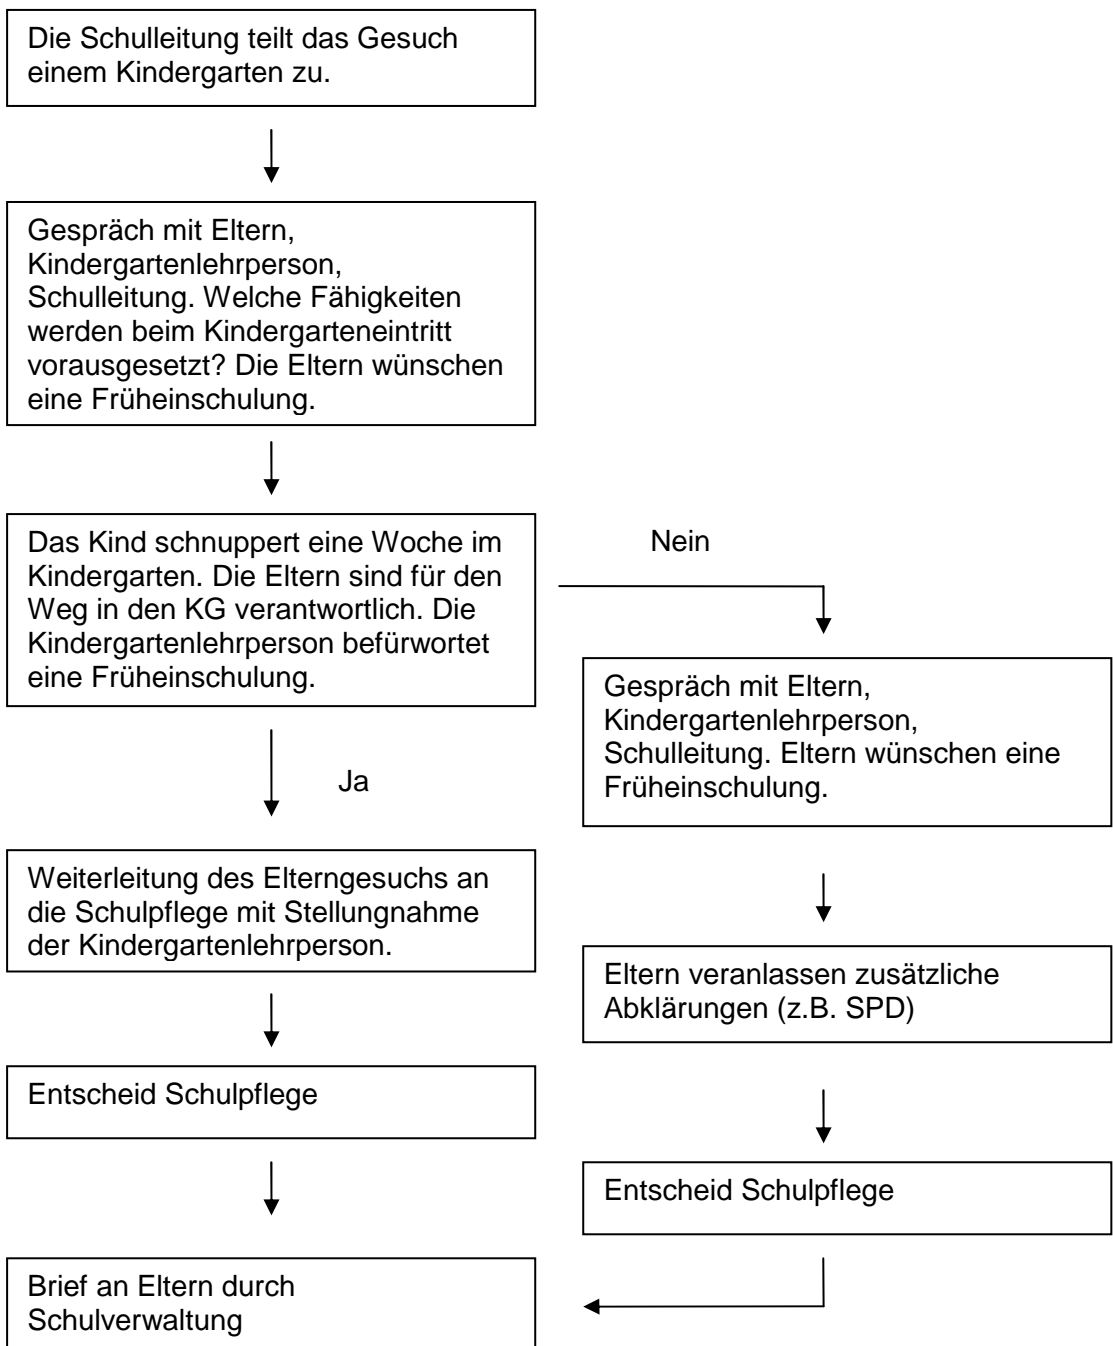 Die Schulleitung teilt das Gesuch
einem Kindergarten zu.
Gespräch mit Eltern,
Kindergartenlehrperson,
Schulleitung. Welche Fähigkeiten
werden beim Kindergarteneintritt
vorausgesetzt? Die Eltern wünschen
eine Früheinschulung.
Das Kind schnuppert eine Woche im
Kindergarten. Die Eltern sind für den
Weg in den KG verantwortlich. Die
Kindergartenlehrperson befürwortet
eine Früheinschulung.
Nein
Gespräch mit Eltern,
Kindergartenlehrperson,
Schulleitung. Eltern wünschen eine
Früheinschulung.
Ja
Weiterleitung des Elterngesuchs an
die Schulpflege mit Stellungnahme
der Kindergartenlehrperson.
Eltern veranlassen zusätzliche
Abklärungen (z.B. SPD)
Entscheid Schulpflege
Entscheid Schulpflege
Brief an Eltern durch
Schulverwaltung